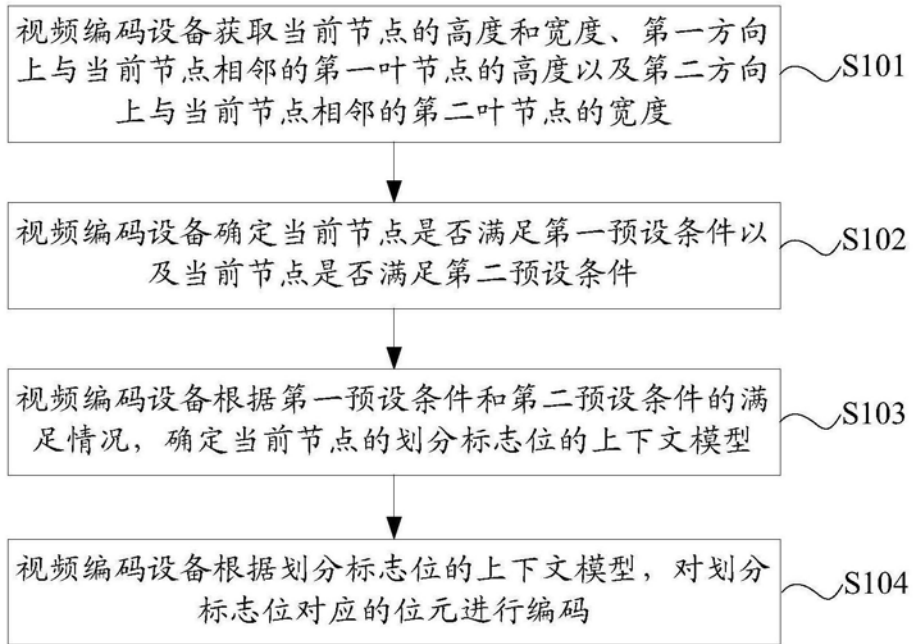 视频编码设备获取当前节点的高度和宽度、第一方向
上与当前节点相邻的第一叶节点的高度以及第二方向
上与当前节点相邻的第二叶节点的宽度
S101
视频编码设备确定当前节点是否满足第一预设条件以
及当前节点是否满足第二预设条件
S102
视频编码设备根据第一预设条件和第二预设条件的满
足情况，确定当前节点的划分标志位的上下文模型
S103
视频编码设备根据划分标志位的上下文模型，对划分
标志位对应的位元进行编码
S104